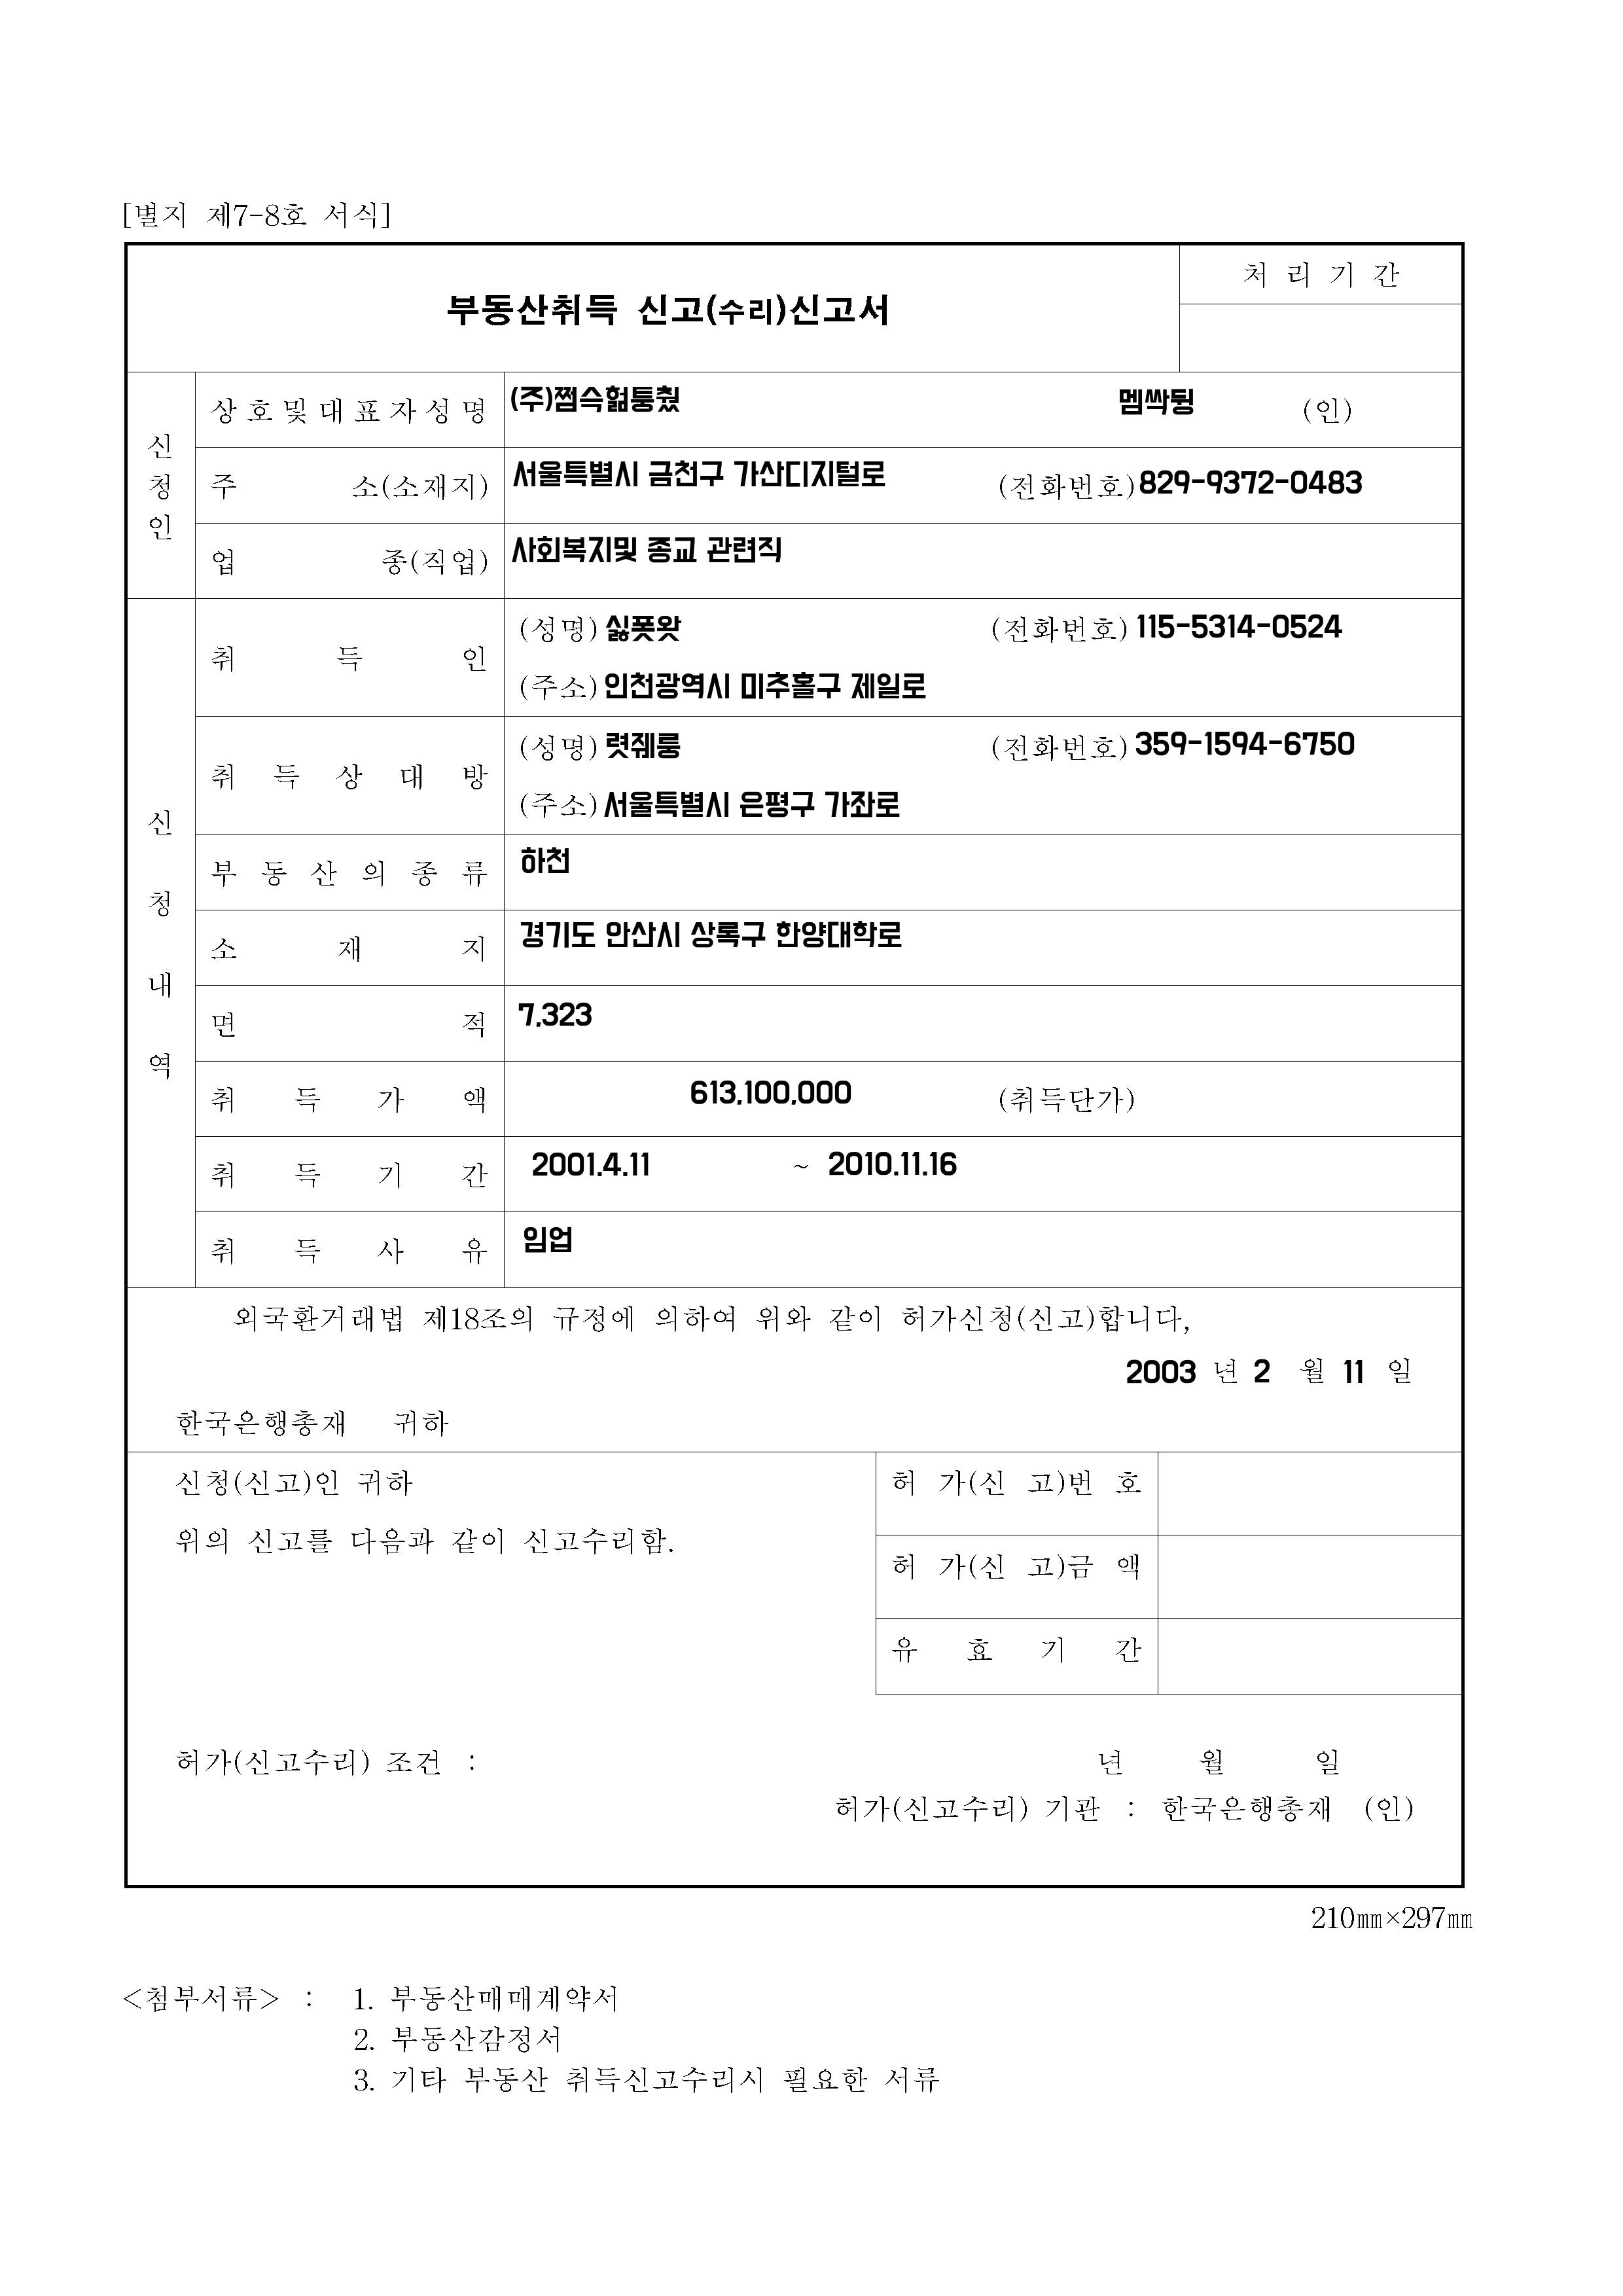 [별지 제7-8호 서식]
부동산취득 신고(수리)신고서
처 리 기 간
신청인
상호및대표자성명 (주)쩜슥헒퉁췄 멤싹뒹 (인)
주 소(소재지) 서울특별시 금천구 가산디지털로 (전화번호) 829-9372-0483
업 종(직업) 사회복지및 종교 관련직
신청내역
취 득 인 (성명) 싫폿왓 (전화번호) 115-5314-0524
(주소) 인천광역시 미추홀구 제일로
취 득 상 대 방 (성명) 렷줴룽 (전화번호) 359-1594-6750
(주소) 서울특별시 은평구 가좌로
부 동 산 의 종 류 하천
소 재 지 경기도 안산시 상록구 한양대학로
면 적 7,323
취 득 가 액 613,100,000 (취득단가)
취 득 기 간 2001.4.11 ~ 2010.11.16
취 득 사 유 임업
외국환거래법 제18조의 규정에 의하여 위와 같이 허가신청(신고)합니다,
2003 년 2 월 11 일
한국은행총재 귀하
신청(신고)인 귀하
위의 신고를 다음과 같이 신고수리함.
허 가(신 고)번 호
허 가(신 고)금 액
유 효 기 간
허가(신고수리) 조건 : 년 월 일
허가(신고수리) 기관 : 한국은행총재 (인)
210㎜×297㎜
<첨부서류> : 1. 부동산매매계약서
2. 부동산감정서
3. 기타 부동산 취득신고수리시 필요한 서류